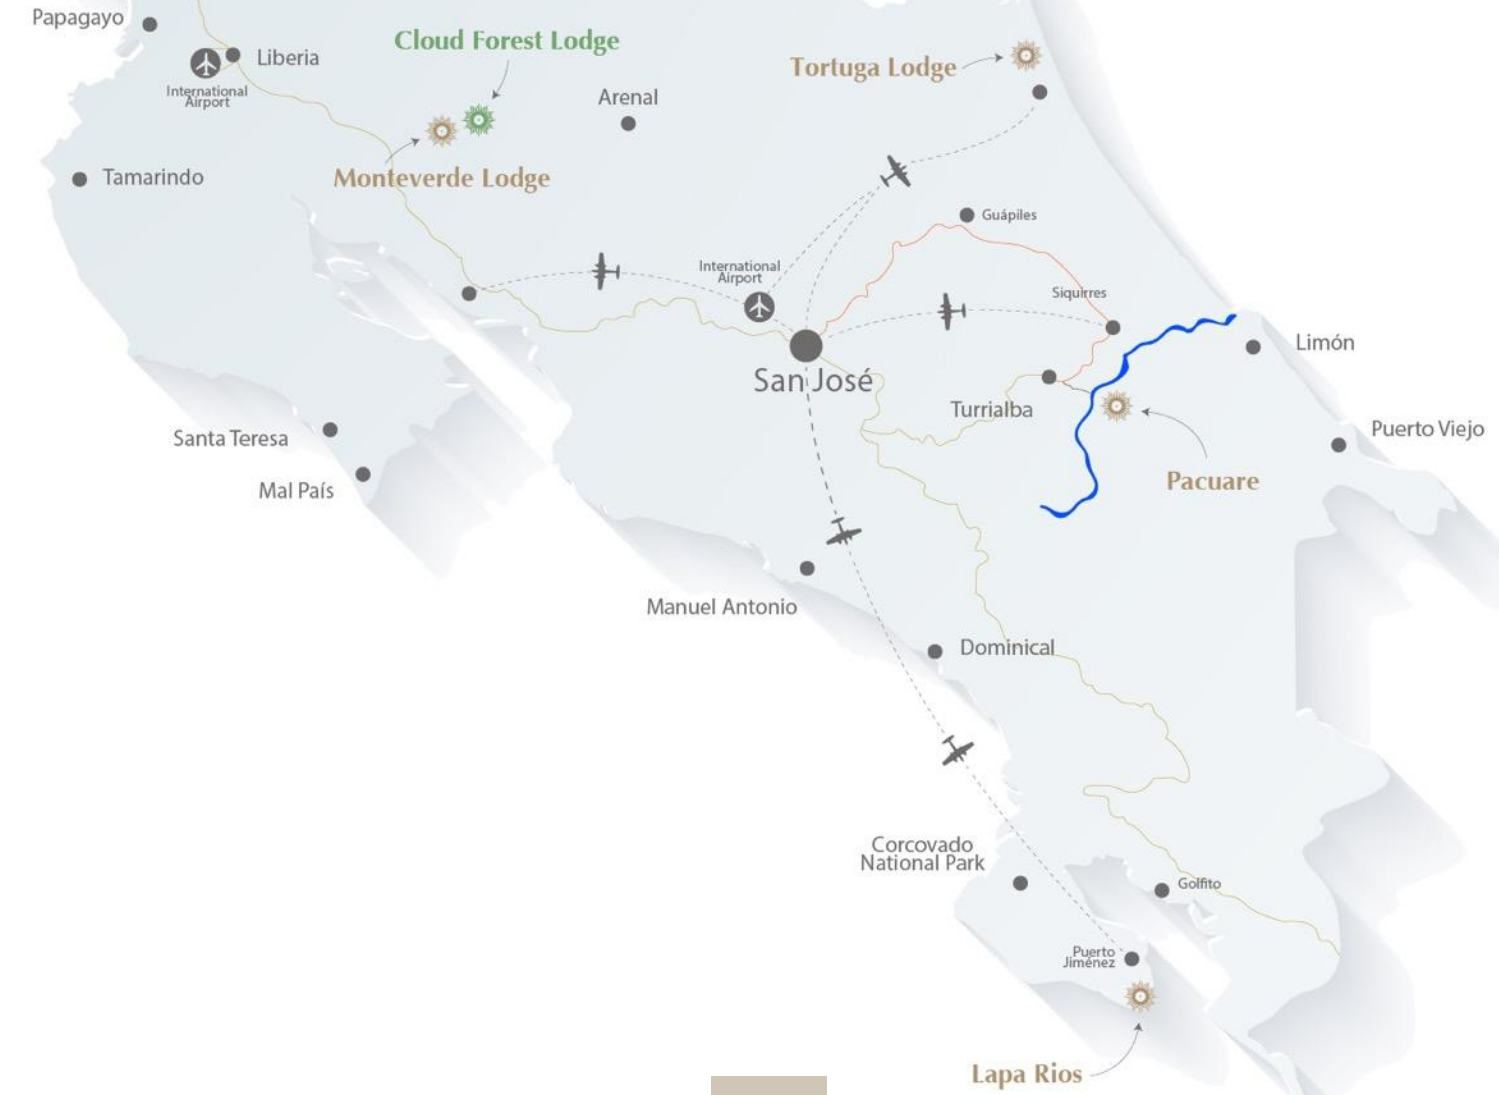 Papagayo
Cloud Forest Lodge
Liberia
Tortuga Lodge
International
Airport
Arenal
Tamarindo
Monteverde Lodge
Guápiles
International
Airport
Siquirres
Limón
San José
Turrialba
Puerto Viejo
Santa Teresa
Pacuare
Mal País
Manuel Antonio
Dominical
Corcovado
National Park
Golfito
Puerto
Jiménez
Lapa Rios